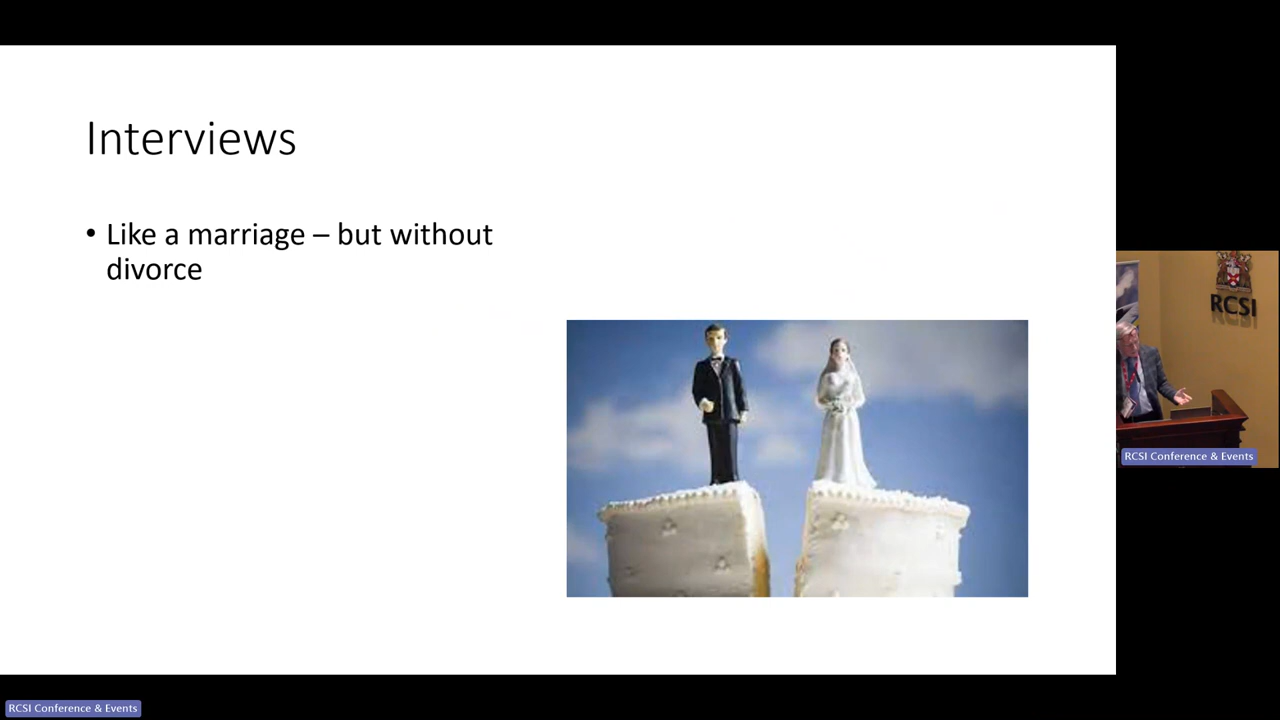 Interviews
• Like a marriage – but without
divorce
RCSI
RCSI Conference & Events
RCSI Conference & Events